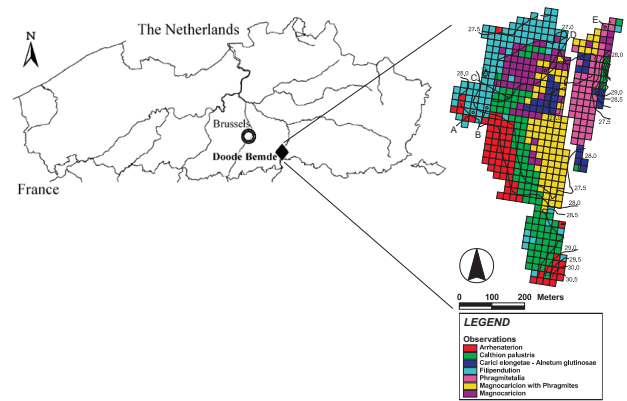 N
The Netherlands
Brussels
Doode Bemde
France
E
27.0
27.5
D
28.0
28.0
C
29.0
28.5
27.5
A
B
28.0
27.5
28.0
28.5
29.0
29.5
30.0
30.5
0 100 200 Meters
LEGEND
Observations
Arrhenaterion
Calthion palustris
Carici elongetae - Alnetum glutinosae
Filipendulion
Phragmitetalia
Magnocaricion with Phragmites
Magnocaricion